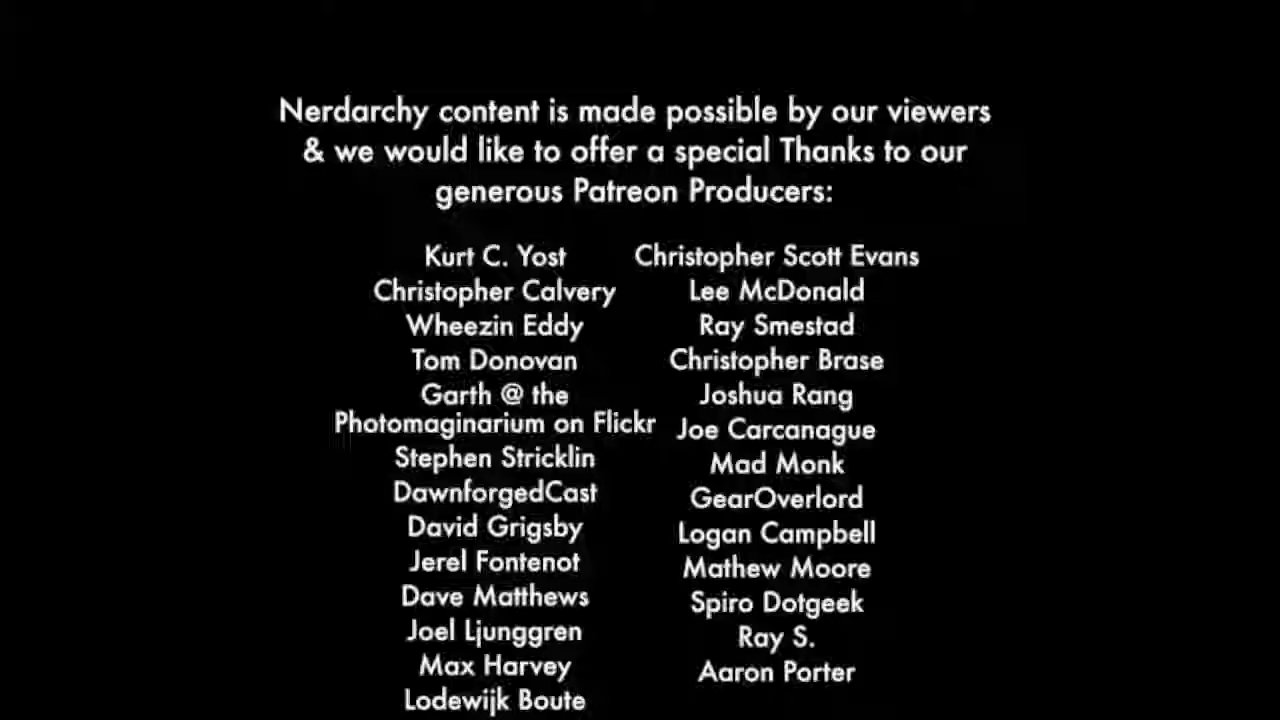 Nerdarchy content is made possible by our viewers
& we would like to offer a special Thanks to our
generous Patreon Producers:
Kurt C. Yost
Christopher Calvery
Wheezin Eddy
Tom Donovan
Garth @ the
Photomaginarium on Flickr
Stephen Stricklin
DawnforgedCast
David Grigsby
Jerel Fontenot
Dave Matthews
Joel Ljunggren
Max Harvey
Lodewijk Boute
Christopher Scott Evans
Lee McDonald
Ray Smestad
Christopher Brase
Joshua Rang
Joe Carcanague
Mad Monk
GearOverlord
Logan Campbell
Mathew Moore
Spiro Dotgeek
Ray S.
Aaron Porter